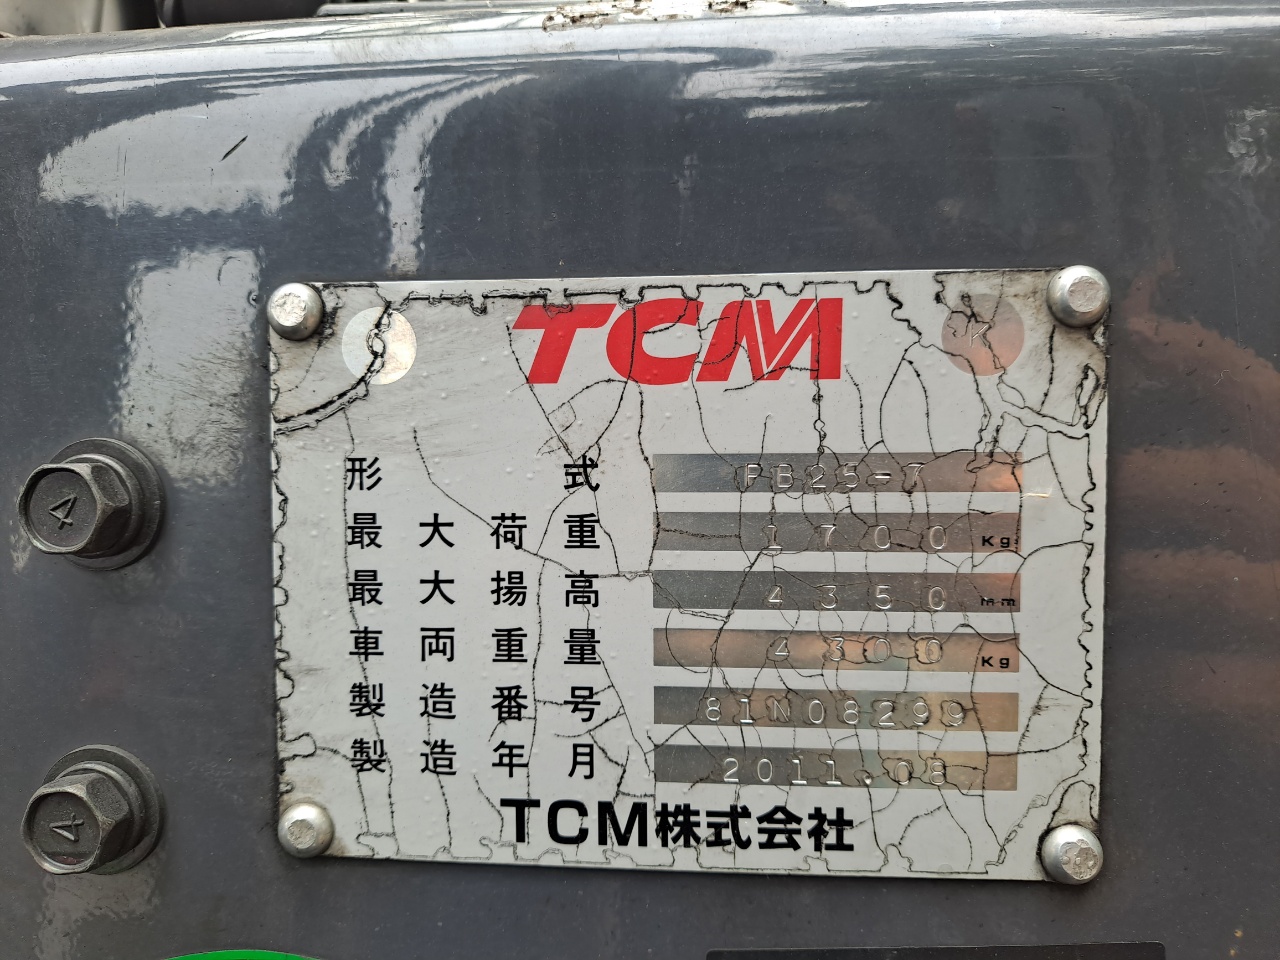 TCM
K
形式 FB25-7
最大荷重 1700 Kg
最大揚高 4350 mm
車両重量 4300 Kg
製造番号 81N08299
製造年月 2011.08
TCM株式会社
4
4